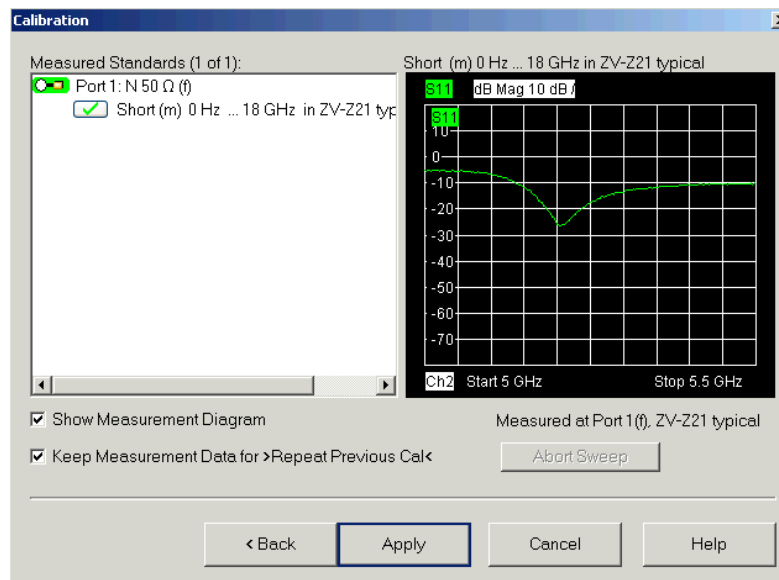 Calibration
Measured Standards (1 of 1):
Port 1: N 50 Ω (f)
Short (m) 0 Hz ... 18 GHz in ZV-Z21 typ
Short (m) 0 Hz ... 18 GHz in ZV-Z21 typical
S11 dB Mag 10 dB /
S11
10
0
-10
-20
-30
-40
-50
-60
-70
Ch2 Start 5 GHz Stop 5.5 GHz
Show Measurement Diagram
Measured at Port 1(f), ZV-Z21 typical
Keep Measurement Data for >Repeat Previous Cal<
Abort Sweep
< Back
Apply
Cancel
Help